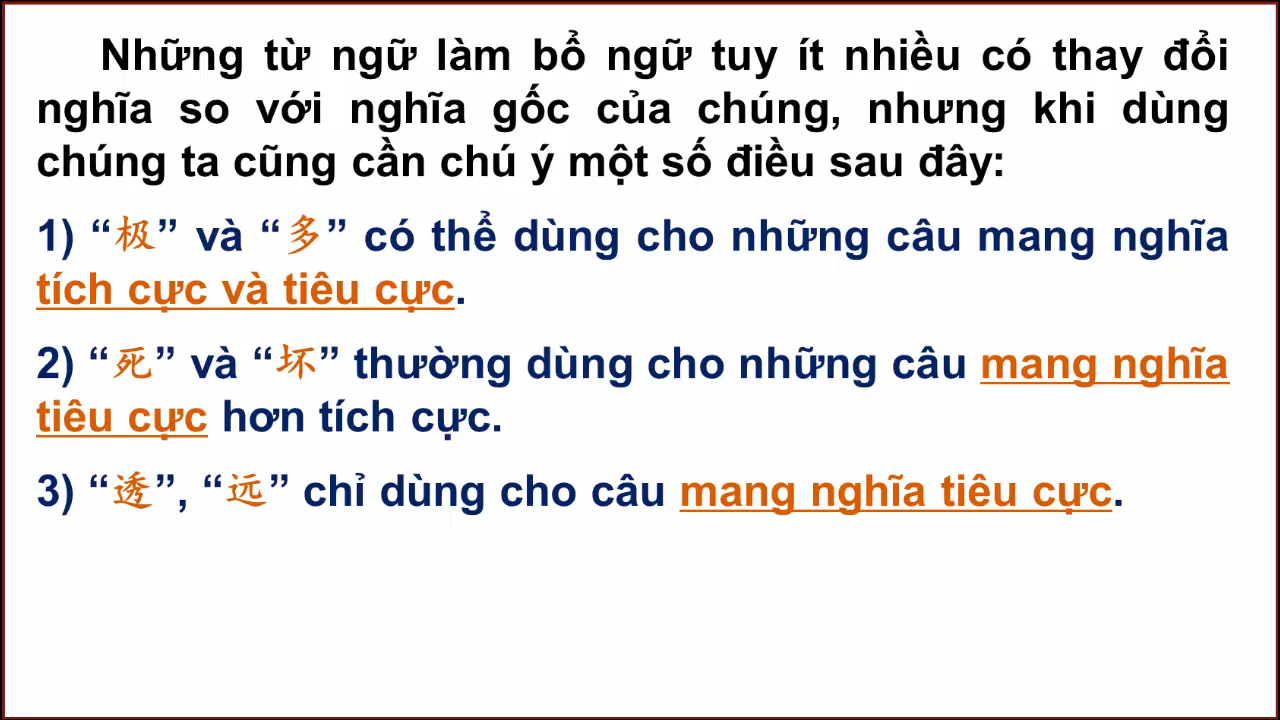 Những từ ngữ làm bổ ngữ tuy ít nhiều có thay đổi
nghĩa so với nghĩa gốc của chúng, nhưng khi dùng
chúng ta cũng cần chú ý một số điều sau đây:
1) “极” và “多” có thể dùng cho những câu mang nghĩa
tích cực và tiêu cực.
2) “死” và “坏” thường dùng cho những câu mang nghĩa
tiêu cực hơn tích cực.
3) “透”, “远” chỉ dùng cho câu mang nghĩa tiêu cực.